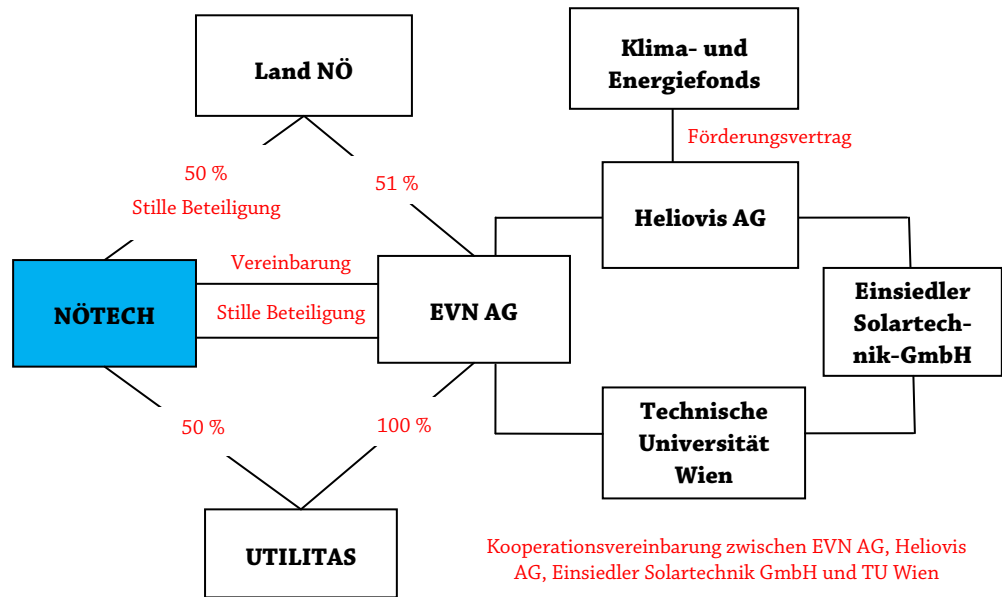 Land NÖ
Klima- und
Energiefonds
Förderungsvertrag
50 %
Stille Beteiligung
51 %
Heliovis AG
Vereinbarung
NÖTECH
Stille Beteiligung
EVN AG
Einsiedler
Solartech-
nik-GmbH
50 %
100 %
Technische
Universität
Wien
UTILITAS
Kooperationsvereinbarung zwischen EVN AG, Heliovis
AG, Einsiedler Solartechnik GmbH und TU Wien